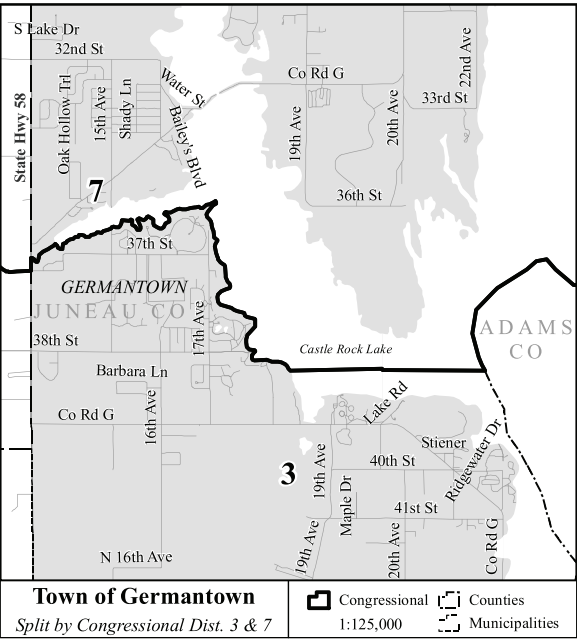 S Lake Dr
32nd St
Water St
Co Rd G
22nd Ave
State Hwy 58
Oak Hollow Trl
15th Ave
Shady Ln
Bailey's Blvd
19th Ave
20th Ave
33rd St
7
36th St
37th St
GERMANTOWN
JUNEAU CO
17th Ave
ADAMS
CO
38th St
Castle Rock Lake
Barbara Ln
16th Ave
Co Rd G
Lake Rd
Stiener
Ridgewater Dr
40th St
3
19th Ave
Maple Dr
41st St
19th Ave
20th Ave
Co Rd G
N 16th Ave
Town of Germantown
Split by Congressional Dist. 3 & 7
Congressional
Counties
1:125,000
Municipalities